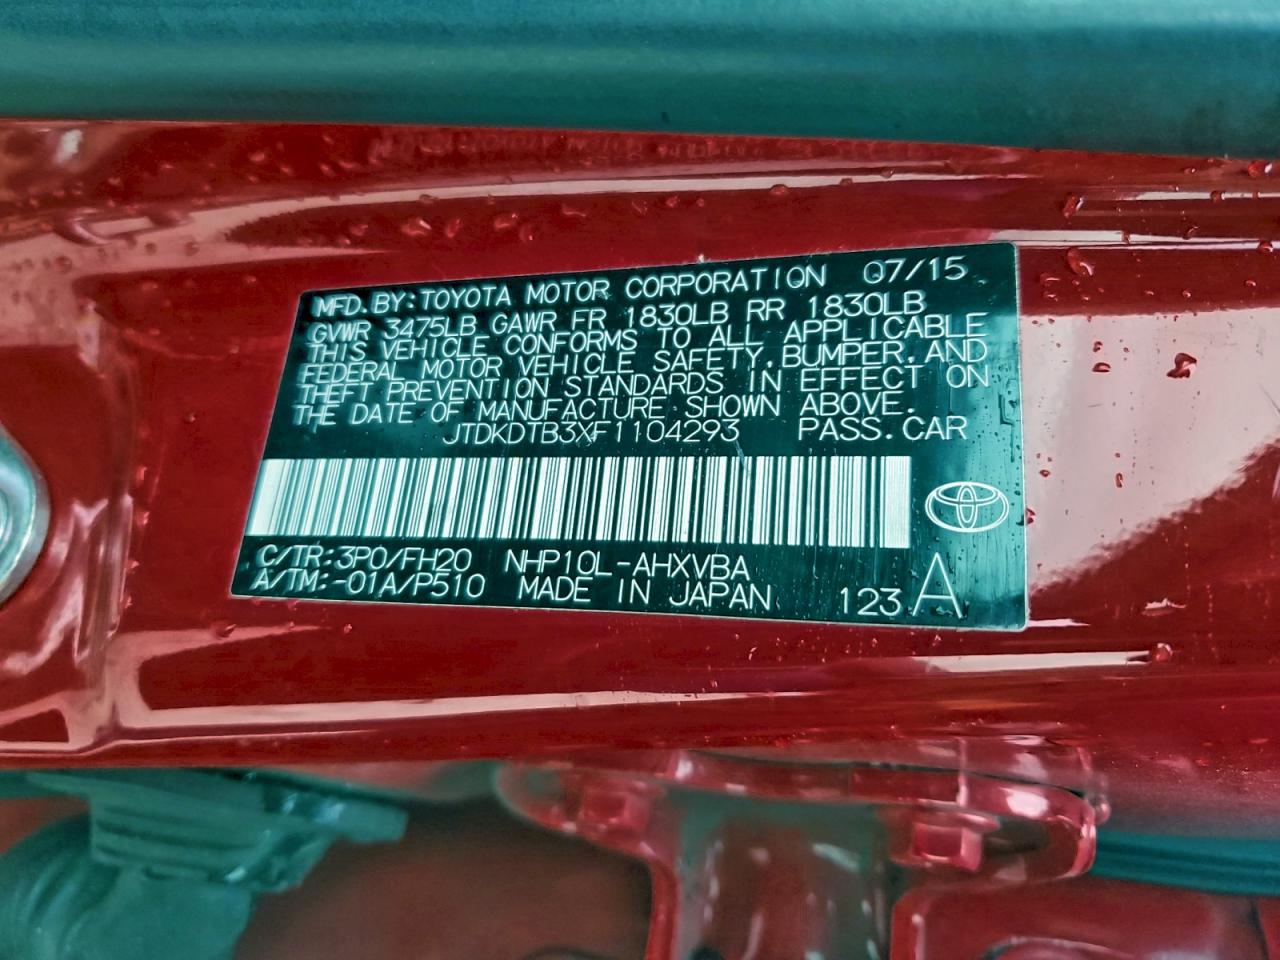 MFD.BY:TOYOTA MOTOR CORPORATION 07/15
GVWR 3475LB GAWR FR 1830LB RR 1830LB
THIS VEHICLE CONFORMS TO ALL APPLICABLE
FEDERAL MOTOR VEHICLE SAFETY,BUMPER,AND
THEFT PREVENTION STANDARDS IN EFFECT ON
THE DATE OF MANUFACTURE SHOWN ABOVE.
JTDKDTB3XF1104293 PASS.CAR
C/TR:3P0/FH20 NHP10L-AHXVBA
A/TM:-01A/P510 MADE IN JAPAN 123 A